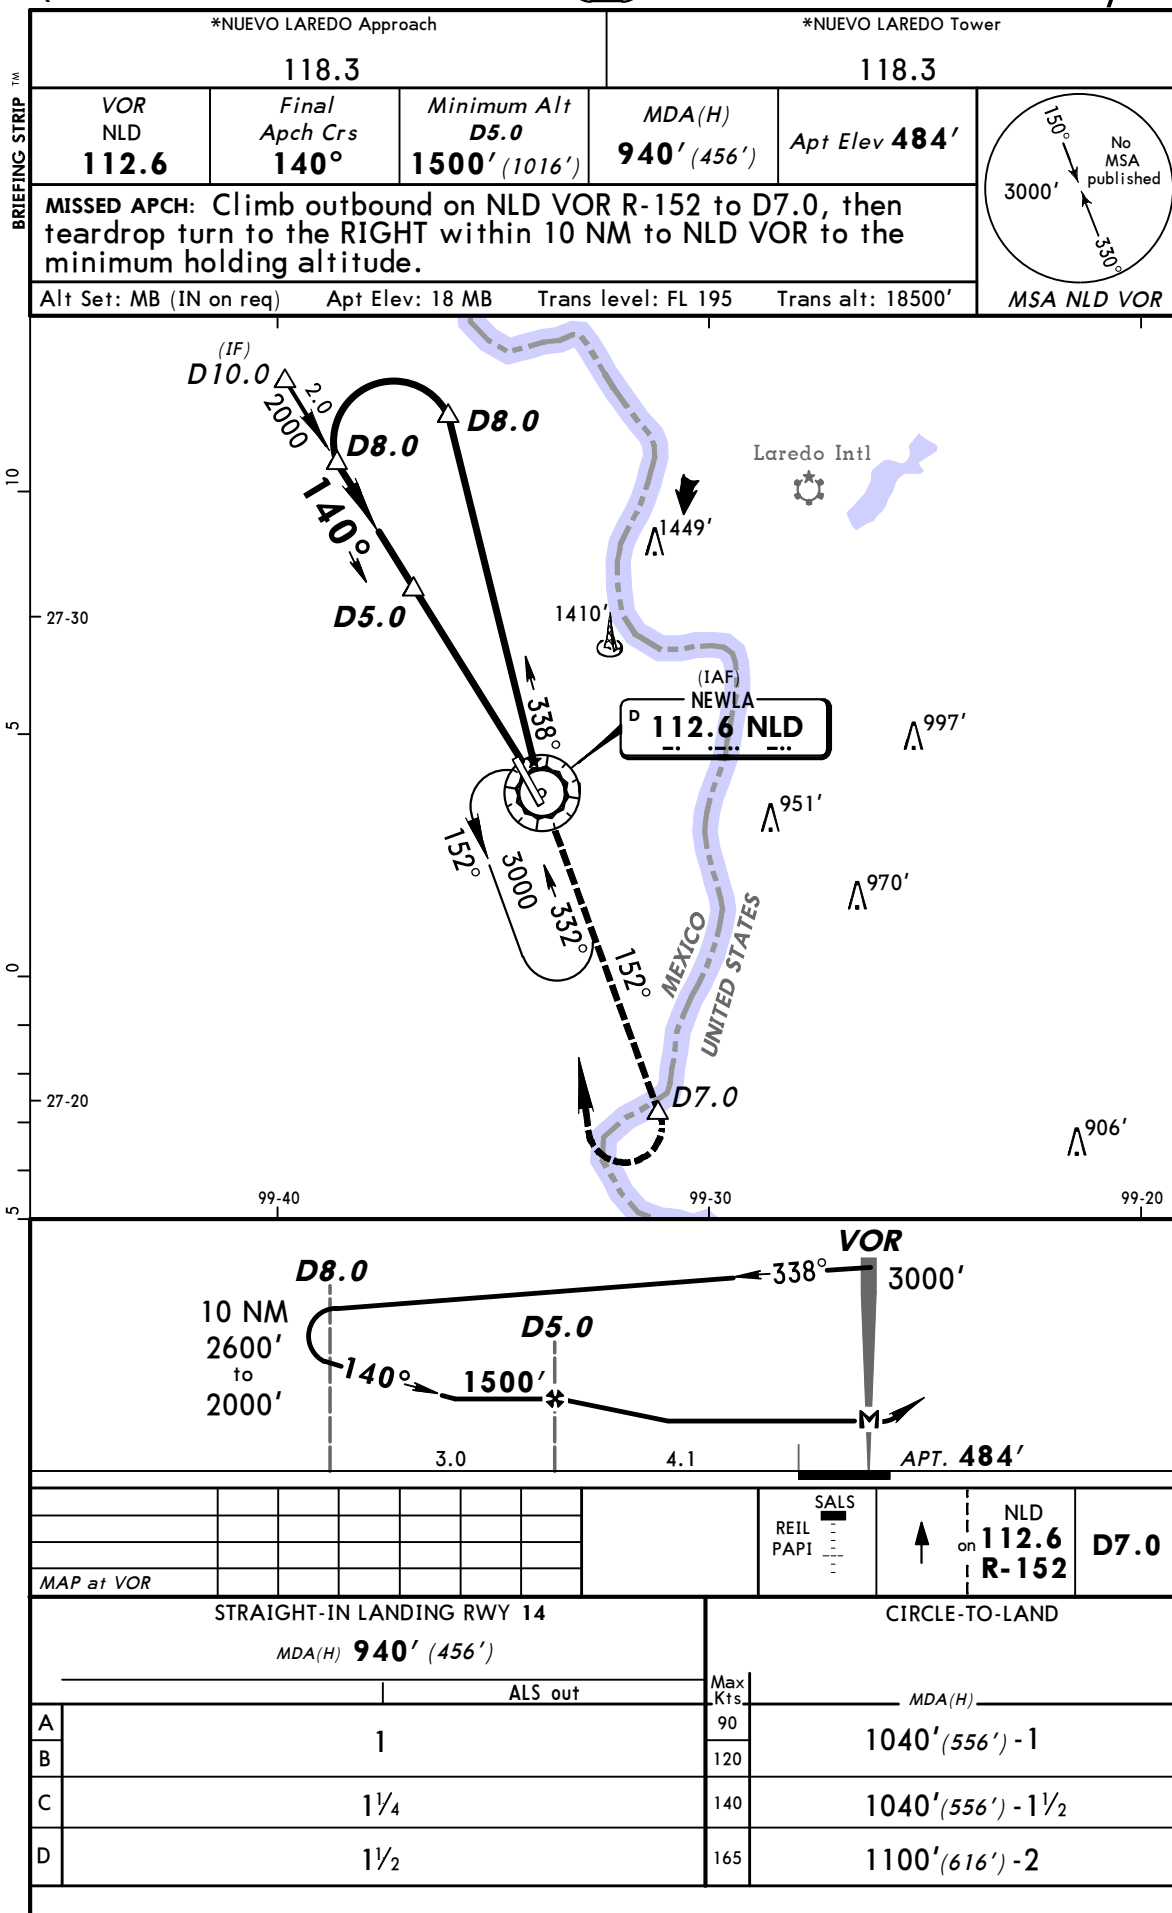 BRIEFING STRIP TM
*NUEVO LAREDO Approach
118.3
*NUEVO LAREDO Tower
118.3
VOR
NLD
112.6
Final
Apch Crs
140°
Minimum Alt
D5.0
1500' (1016')
MDA(H)
940' (456')
Apt Elev 484'
MISSED APCH: Climb outbound on NLD VOR R-152 to D7.0, then
teardrop turn to the RIGHT within 10 NM to NLD VOR to the
minimum holding altitude.
Alt Set: MB (IN on req) Apt Elev: 18 MB Trans level: FL 195 Trans alt: 18500'
150°
No
MSA
published
3000'
330°
MSA NLD VOR
(IF)
D10.0
2.0
2000
D8.0
D8.0
140°
D5.0
Laredo Intl
1449'
1410'
10
27-30
5
(IAF)
NEWLA
D 112.6 NLD
338°
997'
951'
970'
152°
3000
332°
152°
MEXICO
UNITED STATES
0
27-20
D7.0
906'
5
99-40
99-30
99-20
VOR
D8.0
338°
3000'
10 NM
2600'
to
2000'
D5.0
140°
1500'
M
3.0
4.1
APT. 484'
MAP at VOR
SALS
REIL
PAPI
on
NLD
112.6
R-152
D7.0
STRAIGHT-IN LANDING RWY 14
MDA(H) 940' (456')
ALS out
CIRCLE-TO-LAND
Max
Kts
MDA(H)
A
B
1
90
120
1040' (556') - 1
C
1 1/4
140
1040' (556') - 1 1/2
D
1 1/2
165
1100' (616') - 2